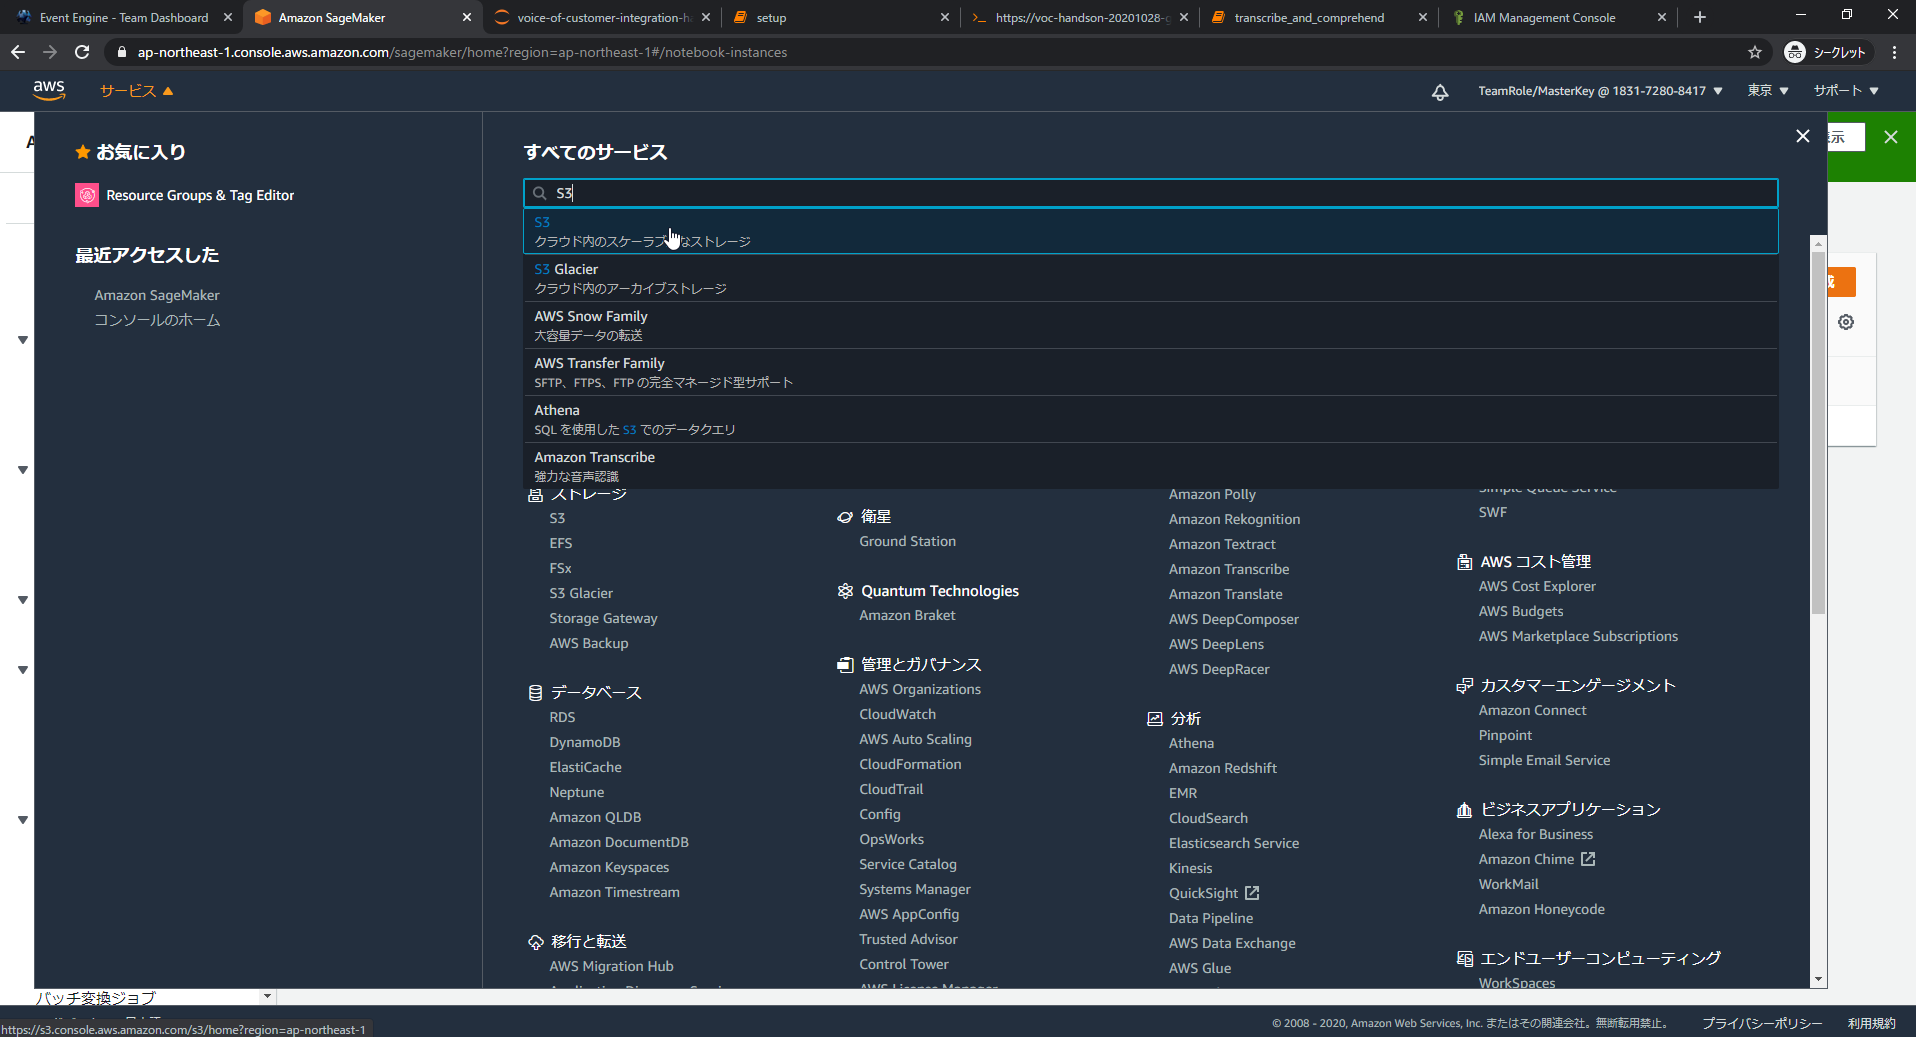 Event Engine - Team Dashboard
Amazon SageMaker
voice-of-customer-integration-ha
setup
https://voc-handson-20201028-g
transcribe_and_comprehend
IAM Management Console
ap-northeast-1.console.aws.amazon.com/sagemaker/home?region=ap-northeast-1#/notebook-instances
シークレット
aws
サービス
TeamRole/MasterKey @ 1831-7280-8417
東京
サポート
お気に入り
Resource Groups & Tag Editor
最近アクセスした
Amazon SageMaker
コンソールのホーム
すべてのサービス
S3
S3
クラウド内のスケーラブ なストレージ
S3 Glacier
クラウド内のアーカイブストレージ
AWS Snow Family
大容量データの転送
AWS Transfer Family
SFTP、FTPS、FTP の完全マネージド型サポート
Athena
SQL を使用した S3 でのデータクエリ
Amazon Transcribe
強力な音声認識
ストレージ
S3
EFS
FSx
S3 Glacier
Storage Gateway
AWS Backup
データベース
RDS
DynamoDB
ElastiCache
Neptune
Amazon QLDB
Amazon DocumentDB
Amazon Keyspaces
Amazon Timestream
移行と転送
AWS Migration Hub
衛星
Ground Station
Quantum Technologies
Amazon Braket
管理とガバナンス
AWS Organizations
CloudWatch
AWS Auto Scaling
CloudFormation
CloudTrail
Config
OpsWorks
Service Catalog
Systems Manager
AWS AppConfig
Trusted Advisor
Control Tower
AWS License Manager
Amazon Polly
Amazon Rekognition
Amazon Textract
Amazon Transcribe
Amazon Translate
AWS DeepComposer
AWS DeepLens
AWS DeepRacer
分析
Athena
Amazon Redshift
EMR
CloudSearch
Elasticsearch Service
Kinesis
QuickSight
Data Pipeline
AWS Data Exchange
AWS Glue
Simple Queue Service
SWF
AWS コスト管理
AWS Cost Explorer
AWS Budgets
AWS Marketplace Subscriptions
カスタマーエンゲージメント
Amazon Connect
Pinpoint
Simple Email Service
ビジネスアプリケーション
Alexa for Business
Amazon Chime
WorkMail
Amazon Honeycode
エンドユーザーコンピューティング
WorkSpaces
示
バッチ変換ジョブ
https://s3.console.aws.amazon.com/s3/home?region=ap-northeast-1
© 2008 - 2020, Amazon Web Services, Inc. またはその関連会社。無断転用禁止。
プライバシーポリシー
利用規約